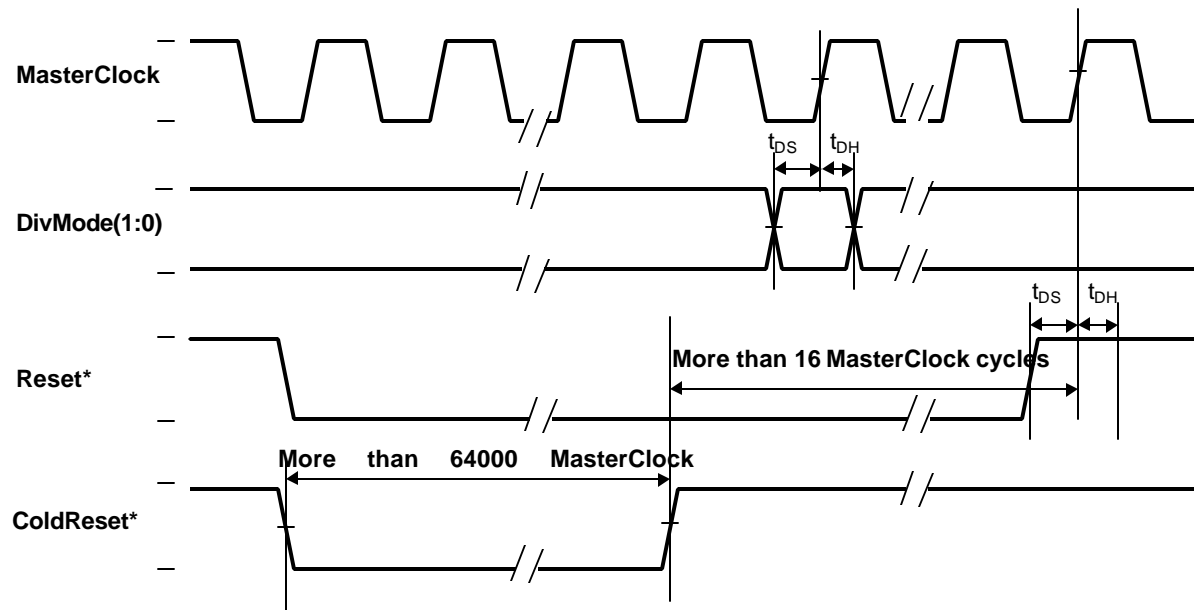 MasterClock
t_DS t_DH
DivMode(1:0)
t_DS t_DH
More than 16 MasterClock cycles
Reset*
More than 64000 MasterClock
ColdReset*